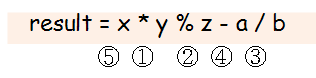 result = x * y % z - a / b
⑤ ① ② ④ ③